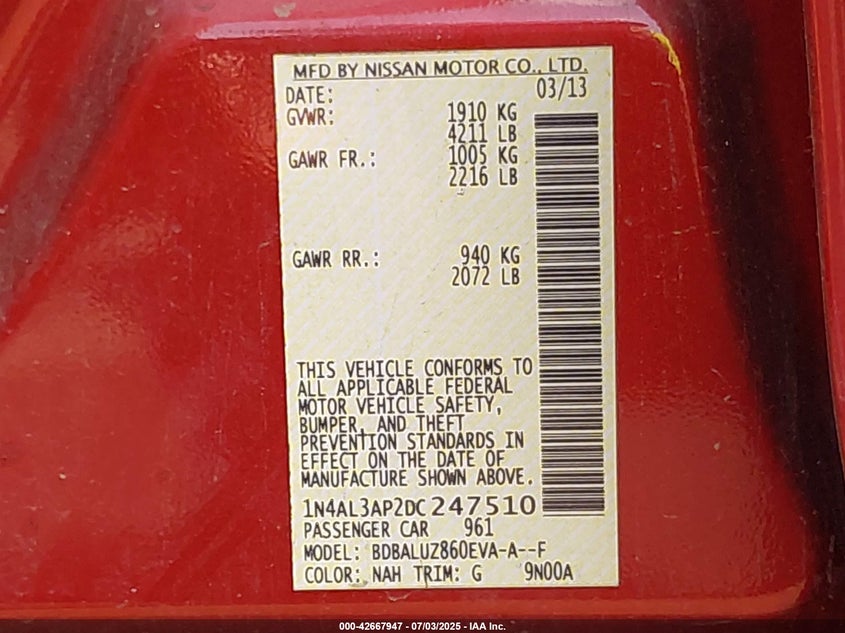 MFD BY NISSAN MOTOR CO., LTD.
DATE: 03/13
GVWR: 1910 KG
4211 LB
GAWR FR.: 1005 KG
2216 LB
GAWR RR.: 940 KG
2072 LB
THIS VEHICLE CONFORMS TO
ALL APPLICABLE FEDERAL
MOTOR VEHICLE SAFETY,
BUMPER, AND THEFT
PREVENTION STANDARDS IN
EFFECT ON THE DATE OF
MANUFACTURE SHOWN ABOVE.
1N4AL3AP2DC247510
PASSENGER CAR 961
MODEL: BDBALUZ860EVA-A--F
COLOR: NAH TRIM: G 9N00A
000-42667947 - 07/03/2025 - IAA Inc.